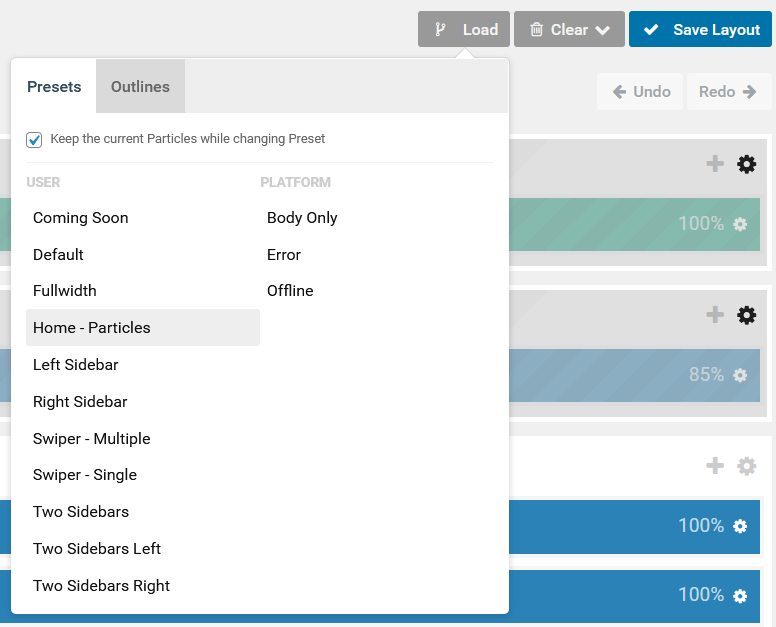 Load
Clear
Save Layout
Presets
Outlines
Undo
Redo
Keep the current Particles while changing Preset
USER
PLATFORM
Coming Soon
Body Only
Default
Error
Fullwidth
Offline
Home - Particles
Left Sidebar
Right Sidebar
Swiper - Multiple
Swiper - Single
Two Sidebars
Two Sidebars Left
Two Sidebars Right
100%
85%
100%
100%